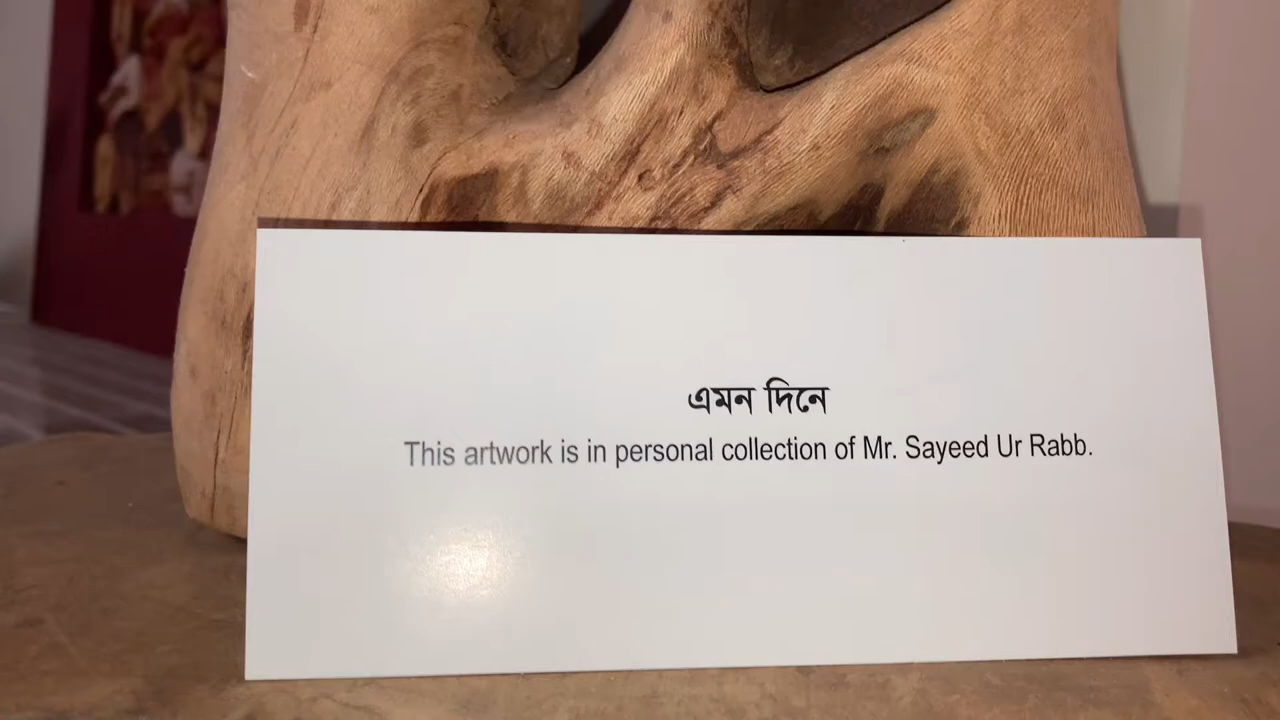 এমন দিনে
This artwork is in personal collection of Mr. Sayeed Ur Rabb.